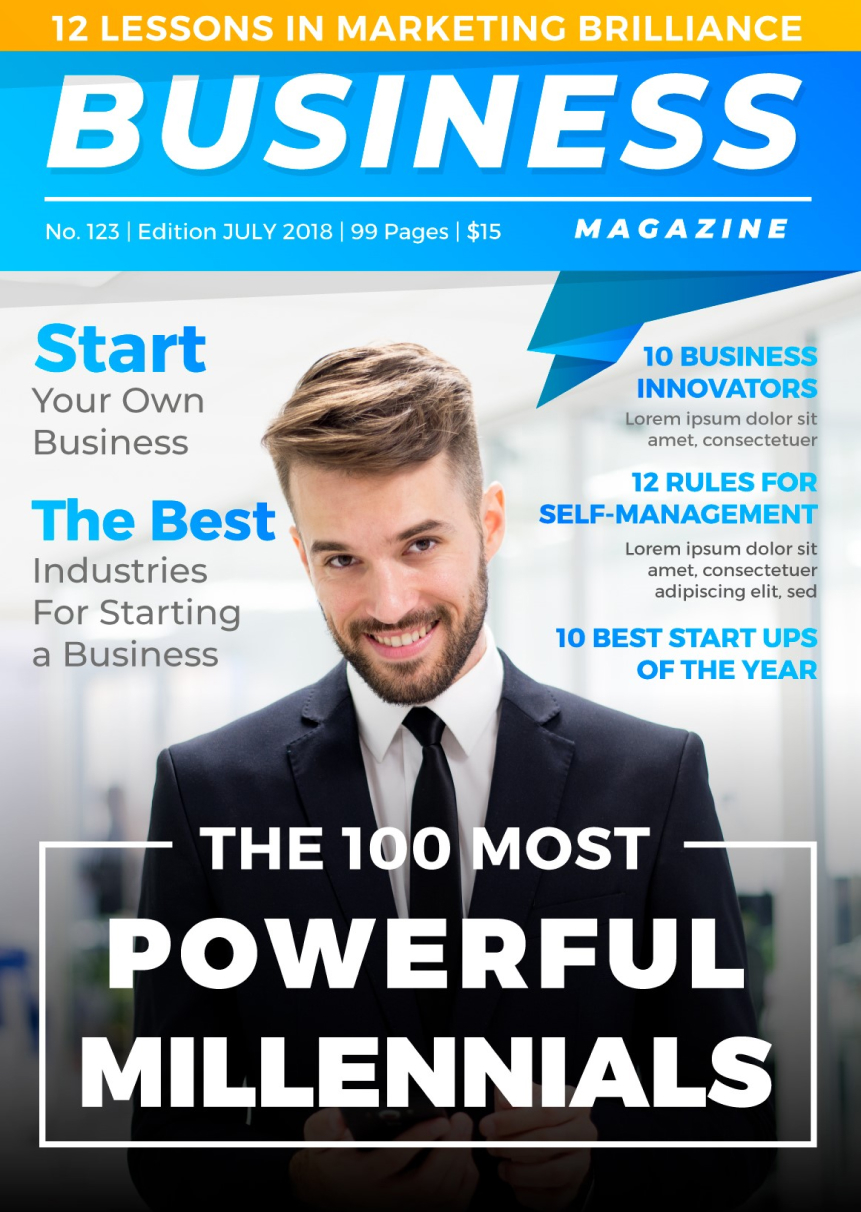 12 LESSONS IN MARKETING BRILLIANCE
BUSINESS
No. 123 | Edition JULY 2018 | 99 Pages | $15
MAGAZINE
Start
Your Own
Business
The Best
Industries
For Starting
a Business
10 BUSINESS
INNOVATORS
Lorem ipsum dolor sit
amet, consectetuer
12 RULES FOR
SELF-MANAGEMENT
Lorem ipsum dolor sit
amet, consectetuer
adipiscing elit, sed
10 BEST START UPS
OF THE YEAR
THE 100 MOST
POWERFUL
MILLENNIALS